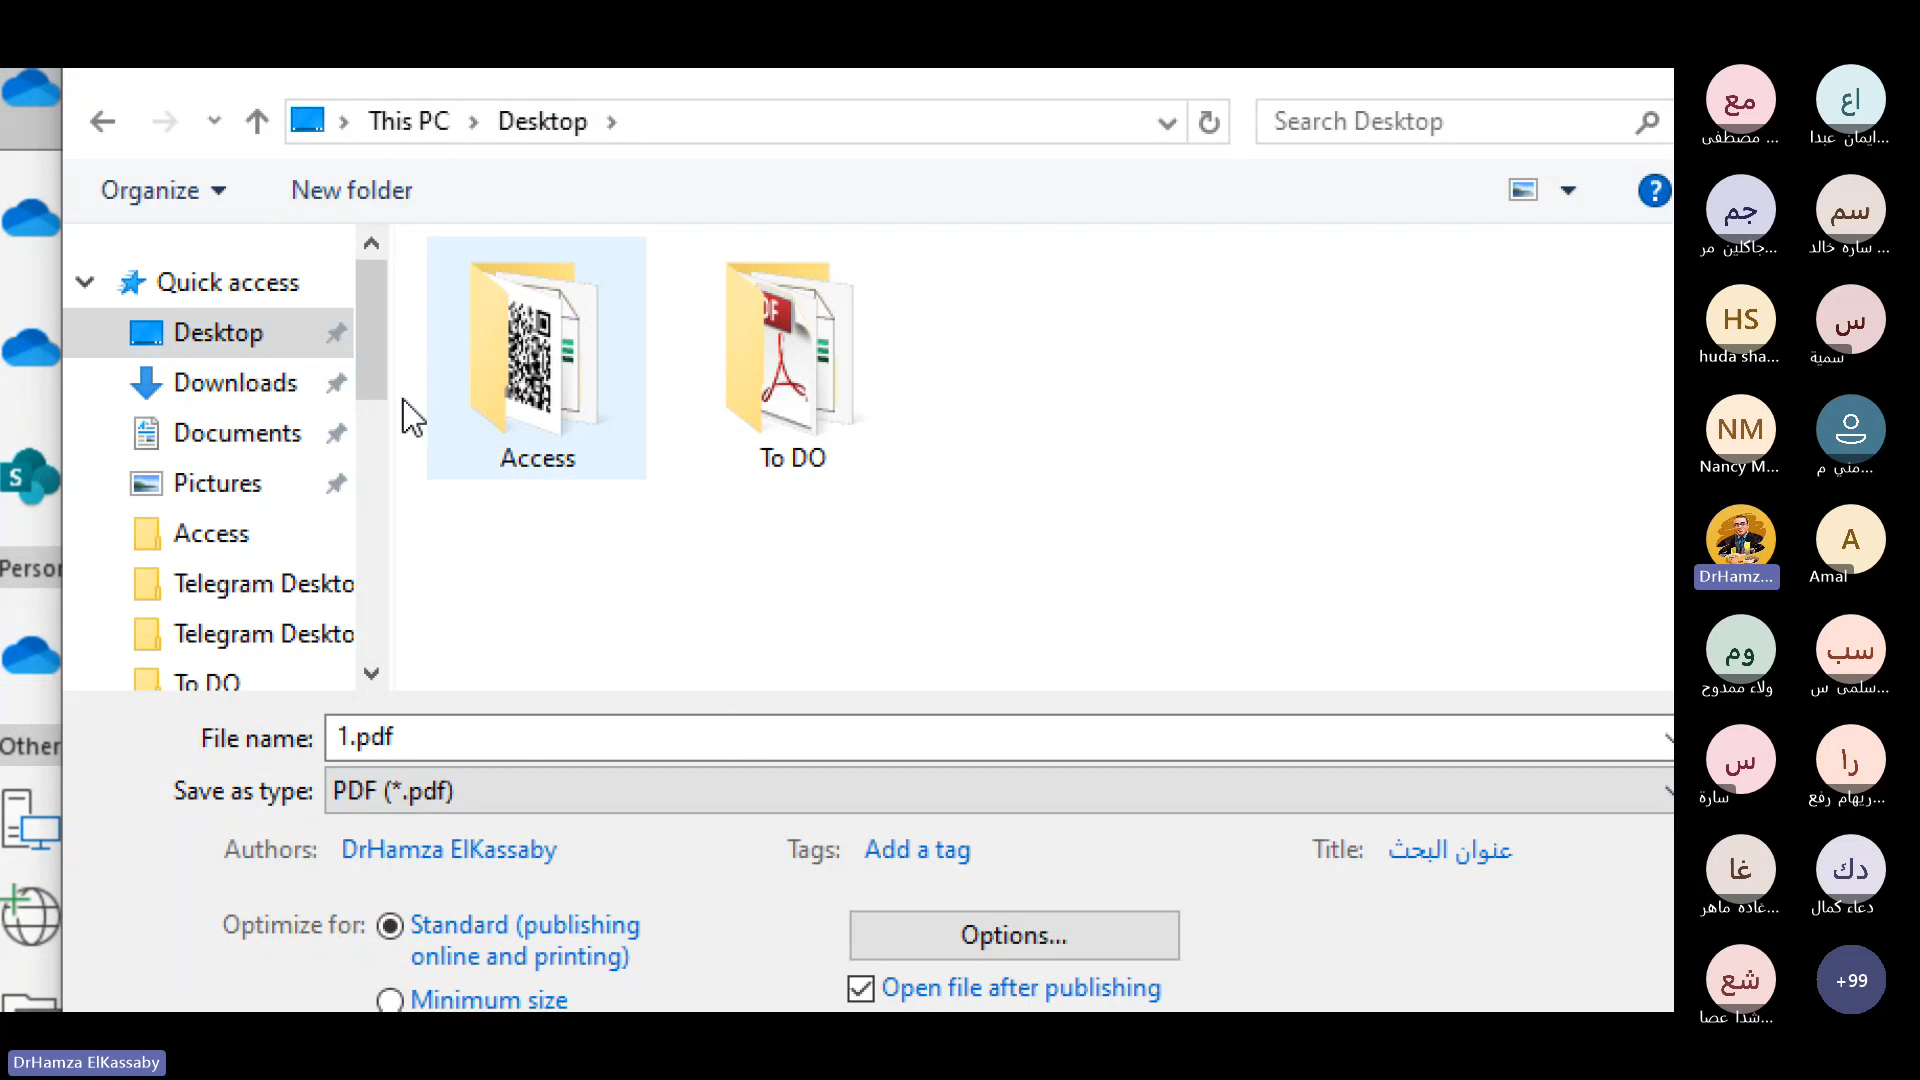 This PC
Desktop
Search Desktop
Organize
New folder
?
Quick access
Desktop
Downloads
Documents
Pictures
Access
Telegram Deskto
Telegram Deskto
To DO
Access
To DO
PDF
S
Person
Other
File name: 1.pdf
Save as type: PDF (*.pdf)
Authors: DrHamza ElKassaby
Tags: Add a tag
Title: عنوان البحث
Optimize for: Standard (publishing
online and printing)
Minimum size
Options...
Open file after publishing
مع
مصطفى ...
اع
ايمان عبدا...
جم
جاكلين مر...
سم
ساره خالد ...
HS
huda sha...
س
سمية
NM
Nancy M...
مني م...
DrHamz...
A
Amal
وم
ولاء ممدوح
سب
سلمى س...
س
سارة
را
ريهام رفع...
غا
غاده ماهر...
دك
دعاء كمال
شع
شدا عصا...
+99
DrHamza ElKassaby